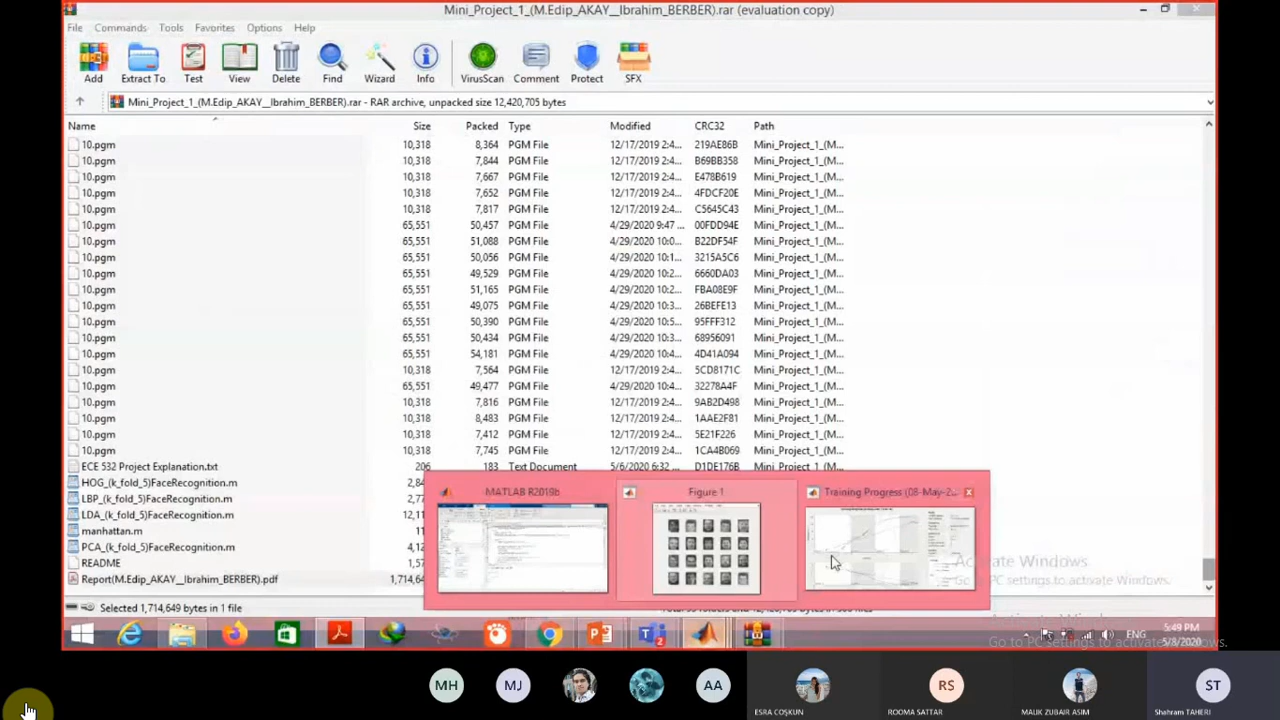 Mini_Project_1_(M.Edip_AKAY__Ibrahim_BERBER).rar (evaluation copy)
File Commands Tools Favorites Options Help
Add Extract To Test View Delete Find Wizard Info VirusScan Comment Protect SFX
Mini_Project_1_(M.Edip_AKAY__Ibrahim_BERBER).rar - RAR archive, unpacked size 12,420,705 bytes
Name Size Packed Type Modified CRC32 Path
10.pgm 10,318 8,364 PGM File 12/17/2019 2:4... 219AE86B Mini_Project_1_(M...
10.pgm 10,318 7,844 PGM File 12/17/2019 2:4... B69BB358 Mini_Project_1_(M...
10.pgm 10,318 7,667 PGM File 12/17/2019 2:4... E478B619 Mini_Project_1_(M...
10.pgm 10,318 7,652 PGM File 12/17/2019 2:4... 4FDCF20E Mini_Project_1_(M...
10.pgm 10,318 7,817 PGM File 12/17/2019 2:4... C5645C43 Mini_Project_1_(M...
10.pgm 65,551 50,457 PGM File 4/29/2020 9:47 ... 00FDD94E Mini_Project_1_(M...
10.pgm 65,551 51,088 PGM File 4/29/2020 10:0... B22DF54F Mini_Project_1_(M...
10.pgm 65,551 50,056 PGM File 4/29/2020 10:1... 3215A5C6 Mini_Project_1_(M...
10.pgm 65,551 49,529 PGM File 4/29/2020 10:2... 6660DA03 Mini_Project_1_(M...
10.pgm 65,551 51,165 PGM File 4/29/2020 10:2... FBA08E9F Mini_Project_1_(M...
10.pgm 65,551 49,075 PGM File 4/29/2020 10:3... 26BEFE13 Mini_Project_1_(M...
10.pgm 65,551 50,390 PGM File 4/29/2020 10:5... 95FFF312 Mini_Project_1_(M...
10.pgm 65,551 50,434 PGM File 4/29/2020 10:3... 68956091 Mini_Project_1_(M...
10.pgm 65,551 54,181 PGM File 4/29/2020 10:4... 4D41A094 Mini_Project_1_(M...
10.pgm 10,318 7,564 PGM File 12/17/2019 2:4... 5CD8171C Mini_Project_1_(M...
10.pgm 65,551 49,477 PGM File 4/29/2020 10:4... 32278A4F Mini_Project_1_(M...
10.pgm 10,318 7,816 PGM File 12/17/2019 2:4... 9AB2D498 Mini_Project_1_(M...
10.pgm 10,318 8,483 PGM File 12/17/2019 2:4... 1AAE2F81 Mini_Project_1_(M...
10.pgm 10,318 7,412 PGM File 12/17/2019 2:4... 5E21F226 Mini_Project_1_(M...
10.pgm 10,318 7,745 PGM File 12/17/2019 2:4... 1CA4B069 Mini_Project_1_(M...
ECE 532 Project Explanation.txt 206 183 Text Document 5/6/2020 6:32 ... D1DE176B Mini_Project_1_(M...
HOG_(k_fold_5)FaceRecognition.m 2,84
LBP_(k_fold_5)FaceRecognition.m 2,77
LDA_(k_fold_5)FaceRecognition.m 12,11
manhattan.m
PCA_(k_fold_5)FaceRecognition.m 4,12
README
Report(M.Edip_AKAY__Ibrahim_BERBER).pdf 1,714,64
MATLAB R2019b
Figure 1
Training Progress (08-May-2...
Activate Windows
Go to PC settings to activate Windows.
Selected 1,714,649 bytes in 1 file
Go to PC settings to activate Windows.
ENG
5:49 PM
5/8/2020
MH MJ AA RS ST
ESRA COŞKUN ROOMA SATTAR MALIK ZUBAIR ASIM Shahram TAHERI